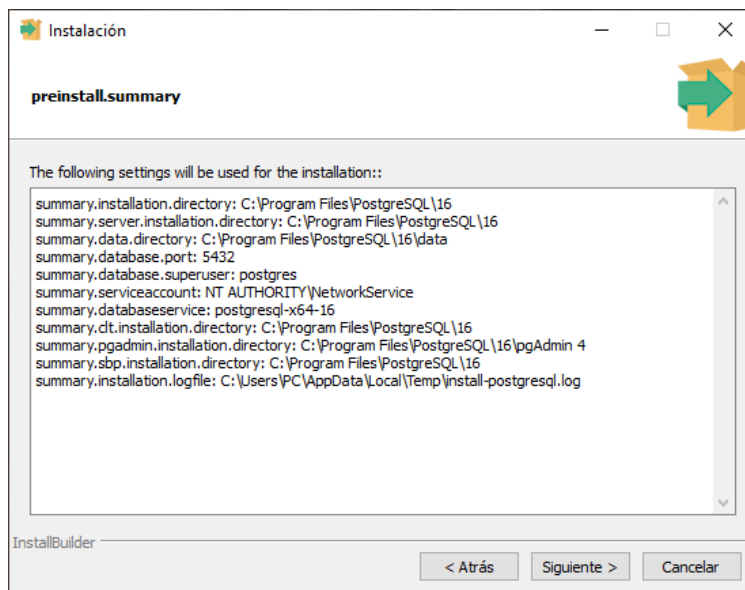 Instalación
preinstall.summary
The following settings will be used for the installation::
summary.installation.directory: C:\Program Files\PostgreSQL\16
summary.server.installation.directory: C:\Program Files\PostgreSQL\16
summary.data.directory: C:\Program Files\PostgreSQL\16\data
summary.database.port: 5432
summary.database.superuser: postgres
summary.serviceaccount: NT AUTHORITY\NetworkService
summary.databaseservice: postgresql-x64-16
summary.clt.installation.directory: C:\Program Files\PostgreSQL\16
summary.pgadmin.installation.directory: C:\Program Files\PostgreSQL\16\pgAdmin 4
summary.sbp.installation.directory: C:\Program Files\PostgreSQL\16
summary.installation.logfile: C:\Users\PC\AppData\Local\Temp\install-postgresql.log
InstallBuilder
< Atrás Siguiente > Cancelar